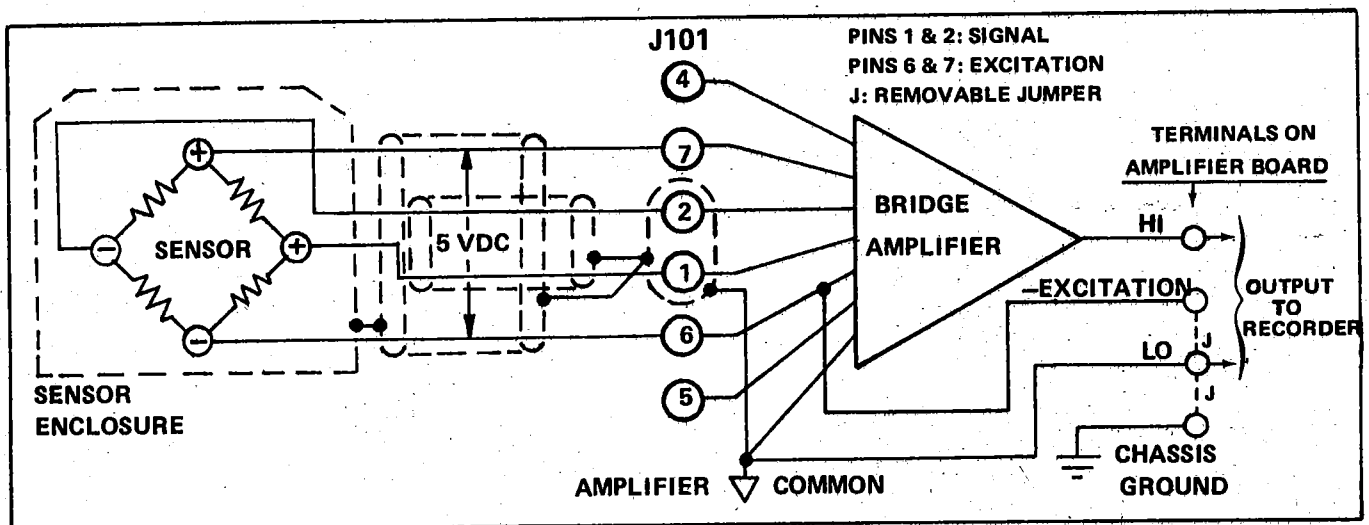 J101
PINS 1 & 2: SIGNAL
PINS 6 & 7: EXCITATION
J: REMOVABLE JUMPER
4
TERMINALS ON
AMPLIFIER BOARD
+
7
2
BRIDGE
AMPLIFIER
HI
5 VDC
SENSOR
−
+
1
−EXCITATION
OUTPUT
TO
RECORDER
−
6
J
LO
J
5
SENSOR
ENCLOSURE
CHASSIS
GROUND
AMPLIFIER
COMMON